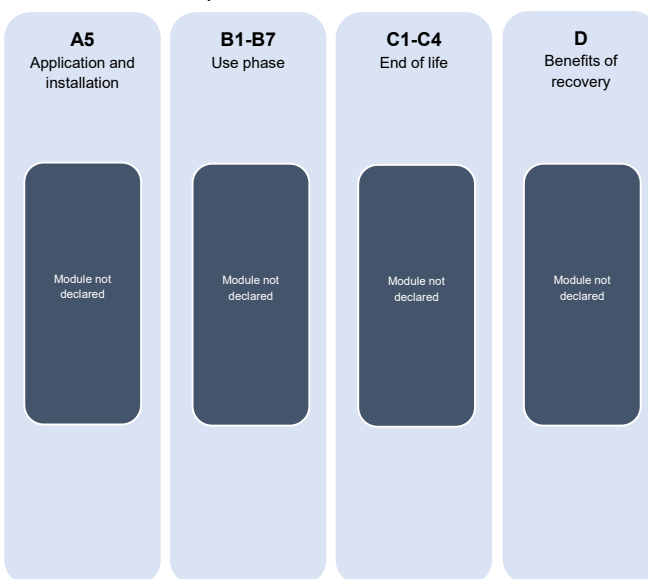 A5
Application and
installation
B1-B7
Use phase
C1-C4
End of life
D
Benefits of
recovery
Module not
declared
Module not
declared
Module not
declared
Module not
declared